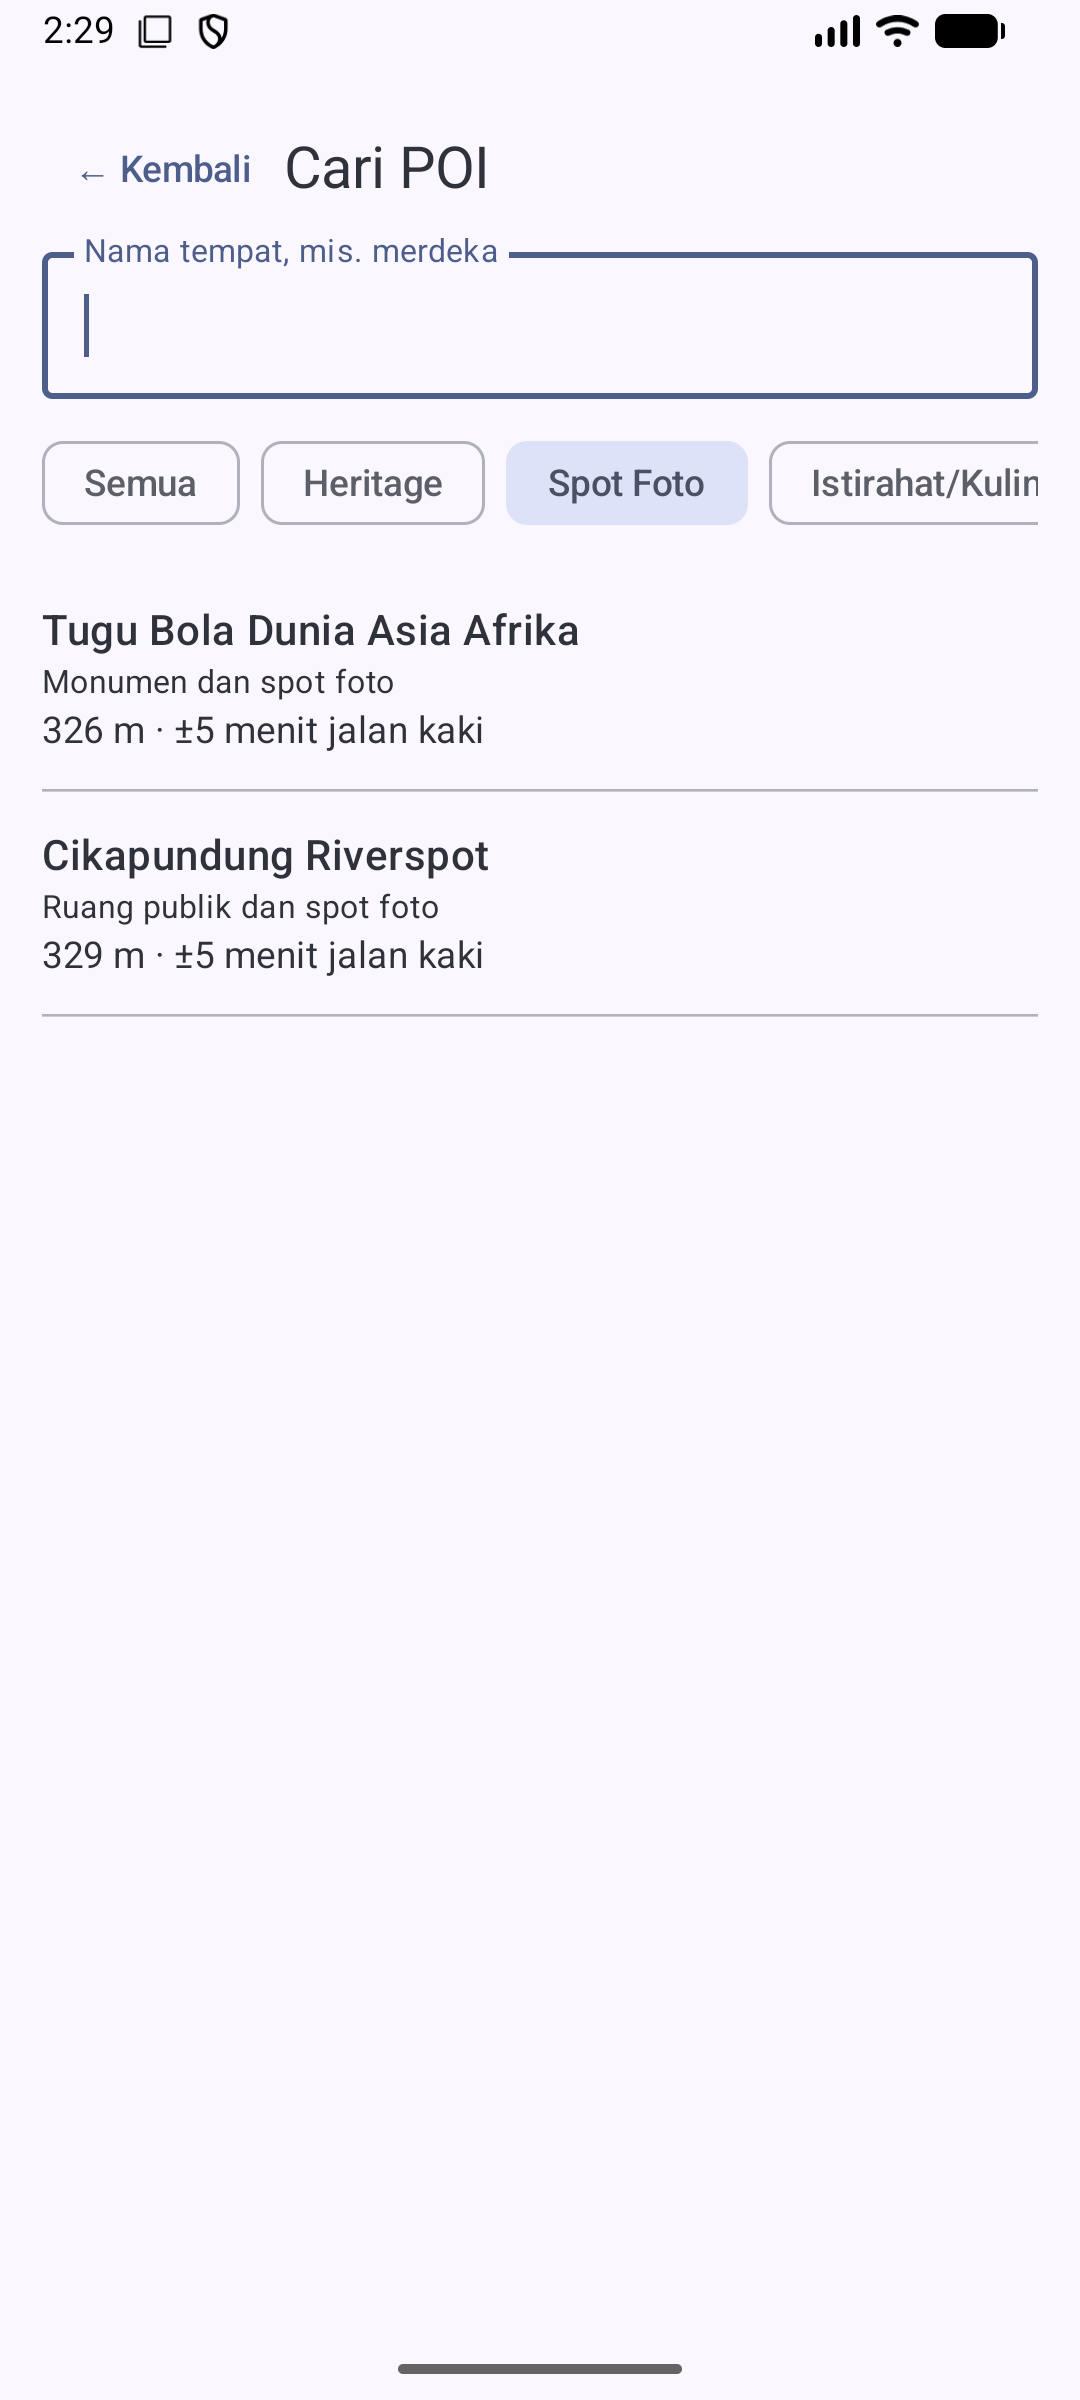 2:29
← Kembali Cari POI
Nama tempat, mis. merdeka
Semua Heritage Spot Foto Istirahat/Kulin
Tugu Bola Dunia Asia Afrika
Monumen dan spot foto
326 m · ±5 menit jalan kaki
Cikapundung Riverspot
Ruang publik dan spot foto
329 m · ±5 menit jalan kaki